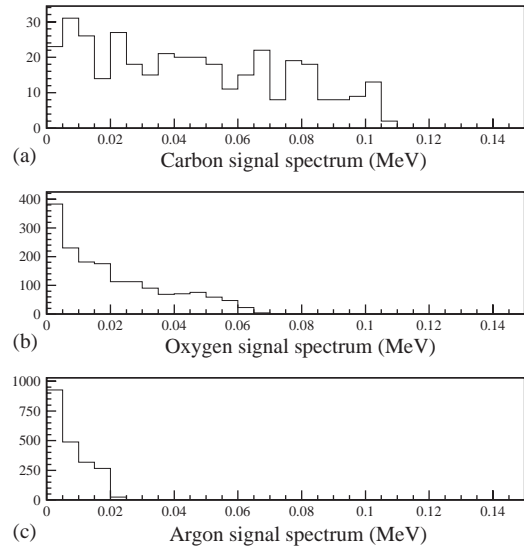 30
20
10
0
0 0.02 0.04 0.06 0.08 0.1 0.12 0.14
(a) Carbon signal spectrum (MeV)
400
300
200
100
0
0 0.02 0.04 0.06 0.08 0.1 0.12 0.14
(b) Oxygen signal spectrum (MeV)
1000
750
500
250
0
0 0.02 0.04 0.06 0.08 0.1 0.12 0.14
(c) Argon signal spectrum (MeV)